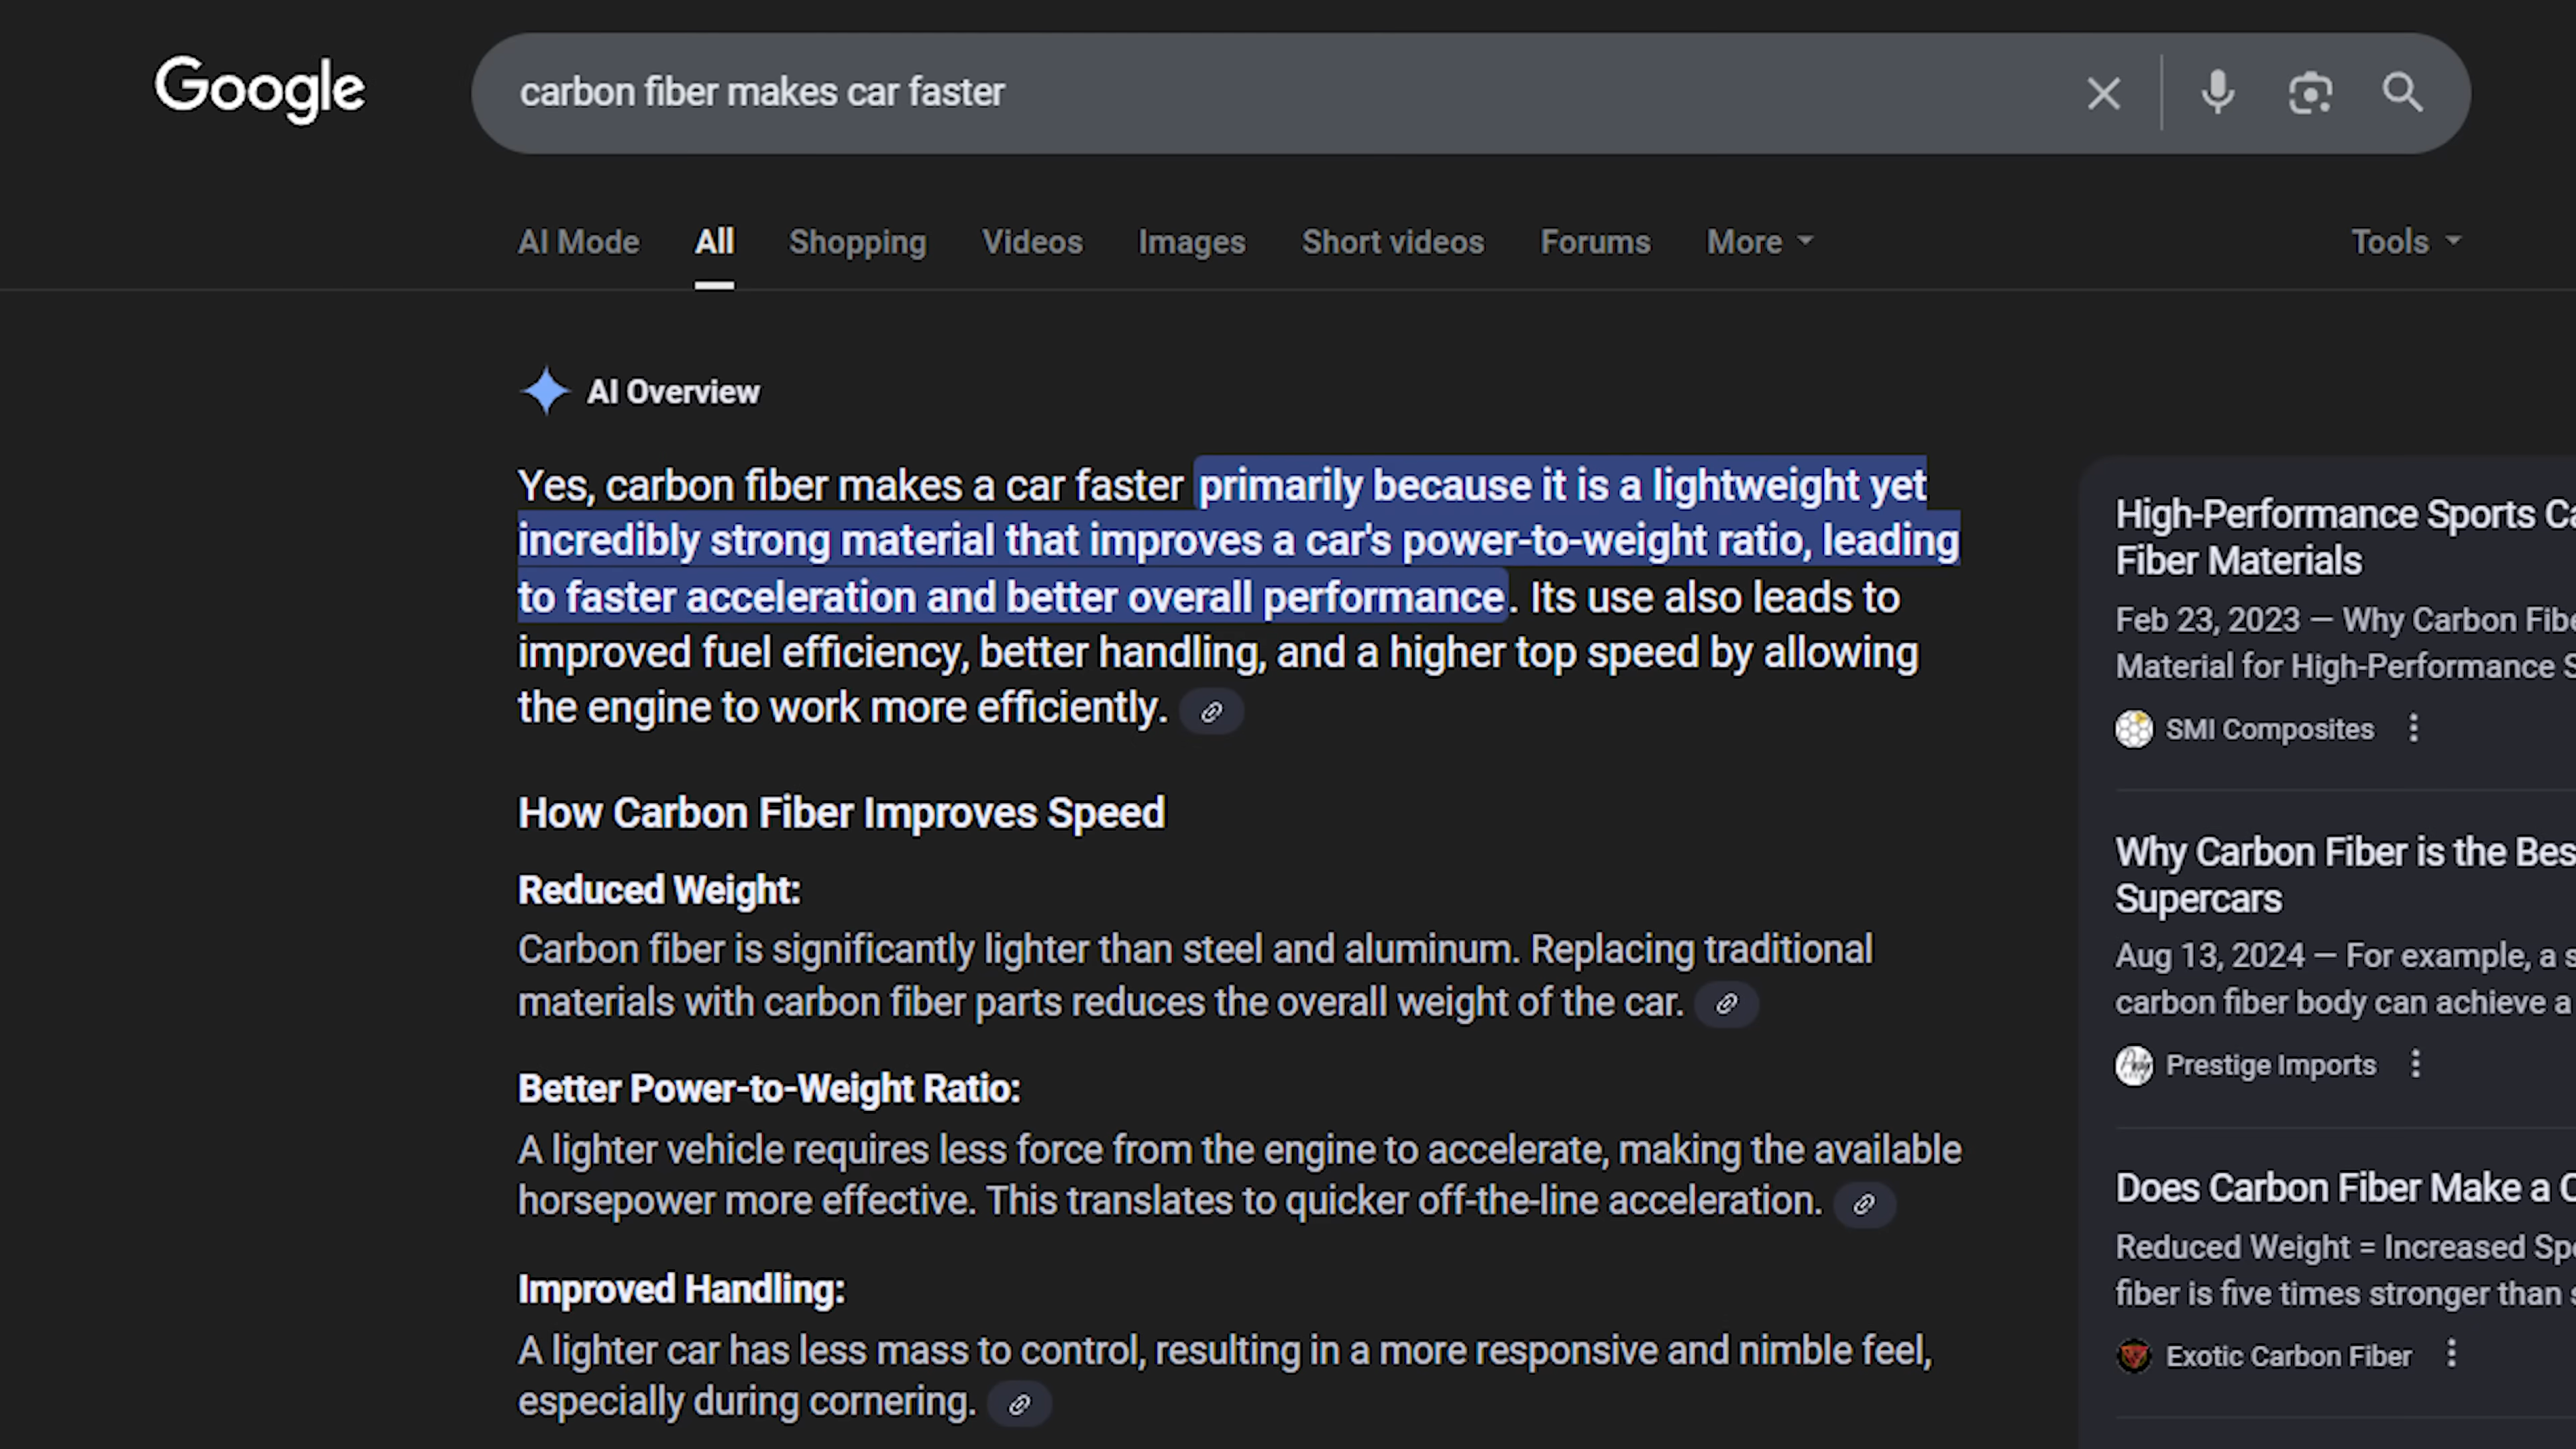 Google
carbon fiber makes car faster
AI Mode
All
Shopping
Videos
Images
Short videos
Forums
More
Tools
AI Overview
Yes, carbon fiber makes a car faster primarily because it is a lightweight yet
incredibly strong material that improves a car's power-to-weight ratio, leading
to faster acceleration and better overall performance. Its use also leads to
improved fuel efficiency, better handling, and a higher top speed by allowing
the engine to work more efficiently.
How Carbon Fiber Improves Speed
Reduced Weight:
Carbon fiber is significantly lighter than steel and aluminum. Replacing traditional
materials with carbon fiber parts reduces the overall weight of the car.
Better Power-to-Weight Ratio:
A lighter vehicle requires less force from the engine to accelerate, making the available
horsepower more effective. This translates to quicker off-the-line acceleration.
Improved Handling:
A lighter car has less mass to control, resulting in a more responsive and nimble feel,
especially during cornering.
High-Performance Sports
Fiber Materials
Feb 23, 2023 — Why Carbon
Material for High-Performance
SMI Composites
Why Carbon Fiber is the
Supercars
Aug 13, 2024 — For example, a
carbon fiber body can achieve a
Prestige Imports
Does Carbon Fiber Make a
Reduced Weight = Increased
fiber is five times stronger than
Exotic Carbon Fiber